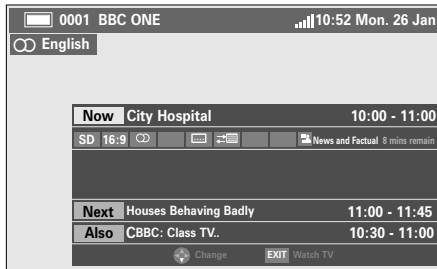 0001 BBC ONE 10:52 Mon. 26 Jan
English
Now City Hospital 10:00 - 11:00
SD 16:9 News and Factual 8 mins remain
Next Houses Behaving Badly 11:00 - 11:45
Also CBBC: Class TV.. 10:30 - 11:00
Change EXIT Watch TV